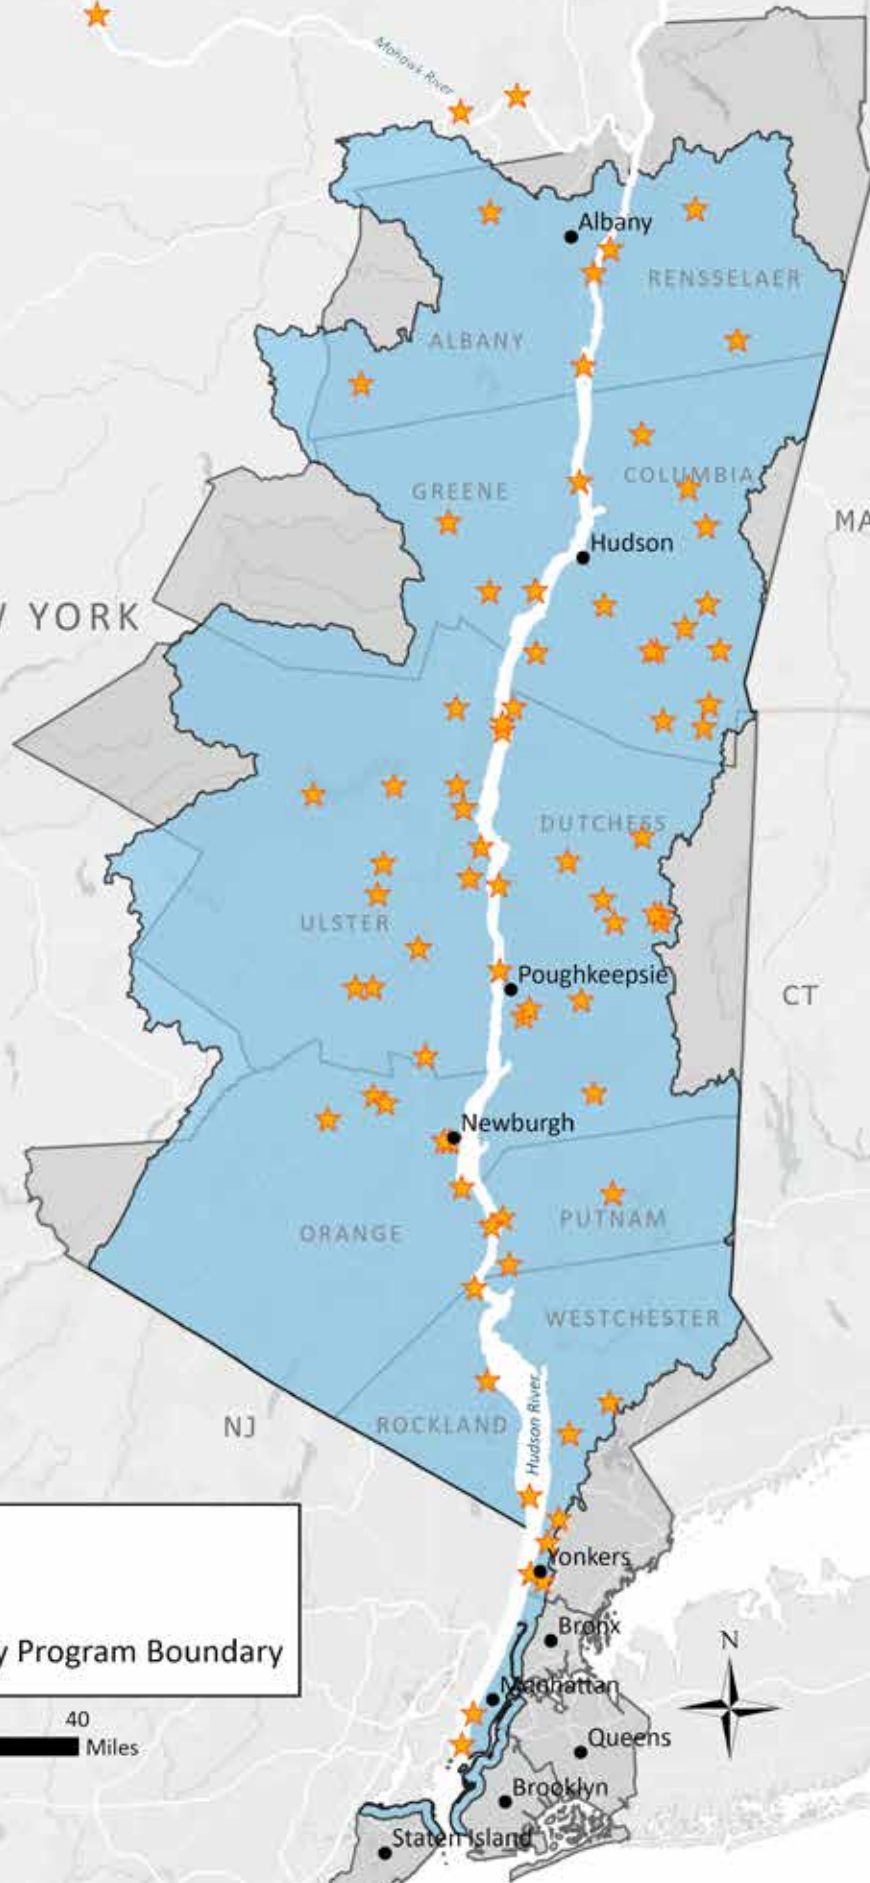 Mohawk River
Albany
RENSSELAER
ALBANY
COLUMBIA
GREENE
MA
Hudson
YORK
DUTCHESS
ULSTER
Poughkeepsie
CT
Newburgh
PUTNAM
ORANGE
WESTCHESTER
Hudson River
NJ
ROCKLAND
Yonkers
Bronx
N
y Program Boundary
Manhattan
40
Miles
Queens
Brooklyn
Staten Island